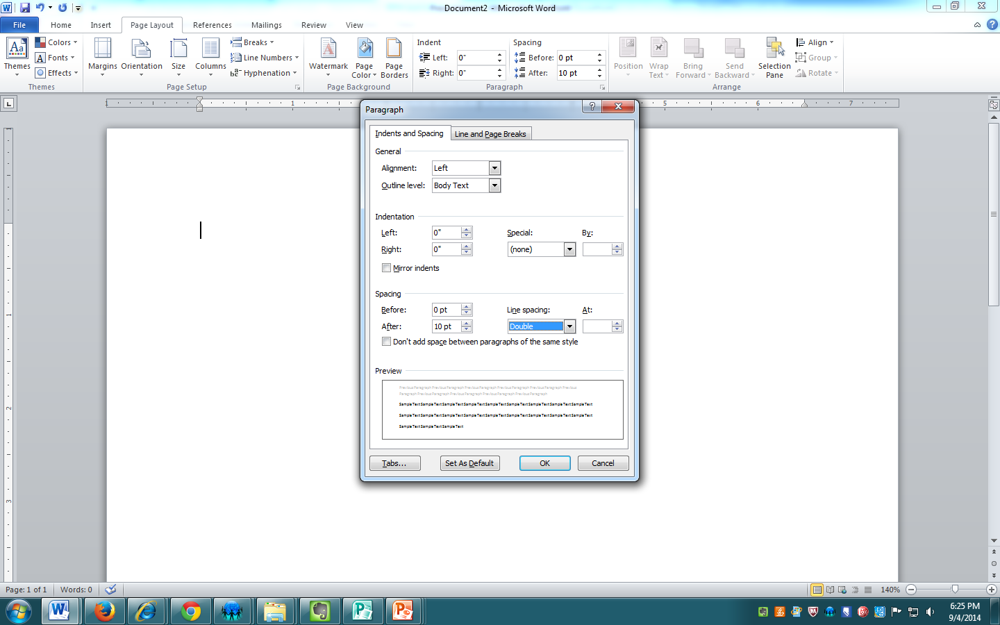 Document2 - Microsoft Word
File Home Insert Page Layout References Mailings Review View
Themes
Colors
Fonts
Effects
Themes
Margins Orientation Size Columns
Breaks
Line Numbers
Hyphenation
Page Setup
Watermark Page Color Page Borders
Page Background
Indent
Left: 0"
Right: 0"
Spacing
Before: 0 pt
After: 10 pt
Paragraph
Position Wrap Text Bring Forward Send Backward Selection Pane
Align
Group
Rotate
Arrange
1 1 5 6 7
Paragraph
Indents and Spacing Line and Page Breaks
General
Alignment: Left
Outline level: Body Text
Indentation
Left: 0" Special: By:
Right: 0" (none)
Mirror indents
Spacing
Before: 0 pt Line spacing: At:
After: 10 pt Double
Don't add space between paragraphs of the same style
Preview
Previous Paragraph Previous Paragraph Previous Paragraph Previous Paragraph Previous Paragraph Previous
Paragraph Previous Paragraph Previous Paragraph Previous Paragraph Previous Paragraph
Sample Text Sample Text Sample Text Sample Text Sample Text Sample Text Sample Text Sample Text Sample Text
Sample Text Sample Text Sample Text Sample Text Sample Text Sample Text Sample Text Sample Text Sample Text
Sample Text Sample Text Sample Text
Tabs... Set As Default OK Cancel
1
2
3
Page: 1 of 1 Words: 0 140%
6:25 PM
9/4/2014